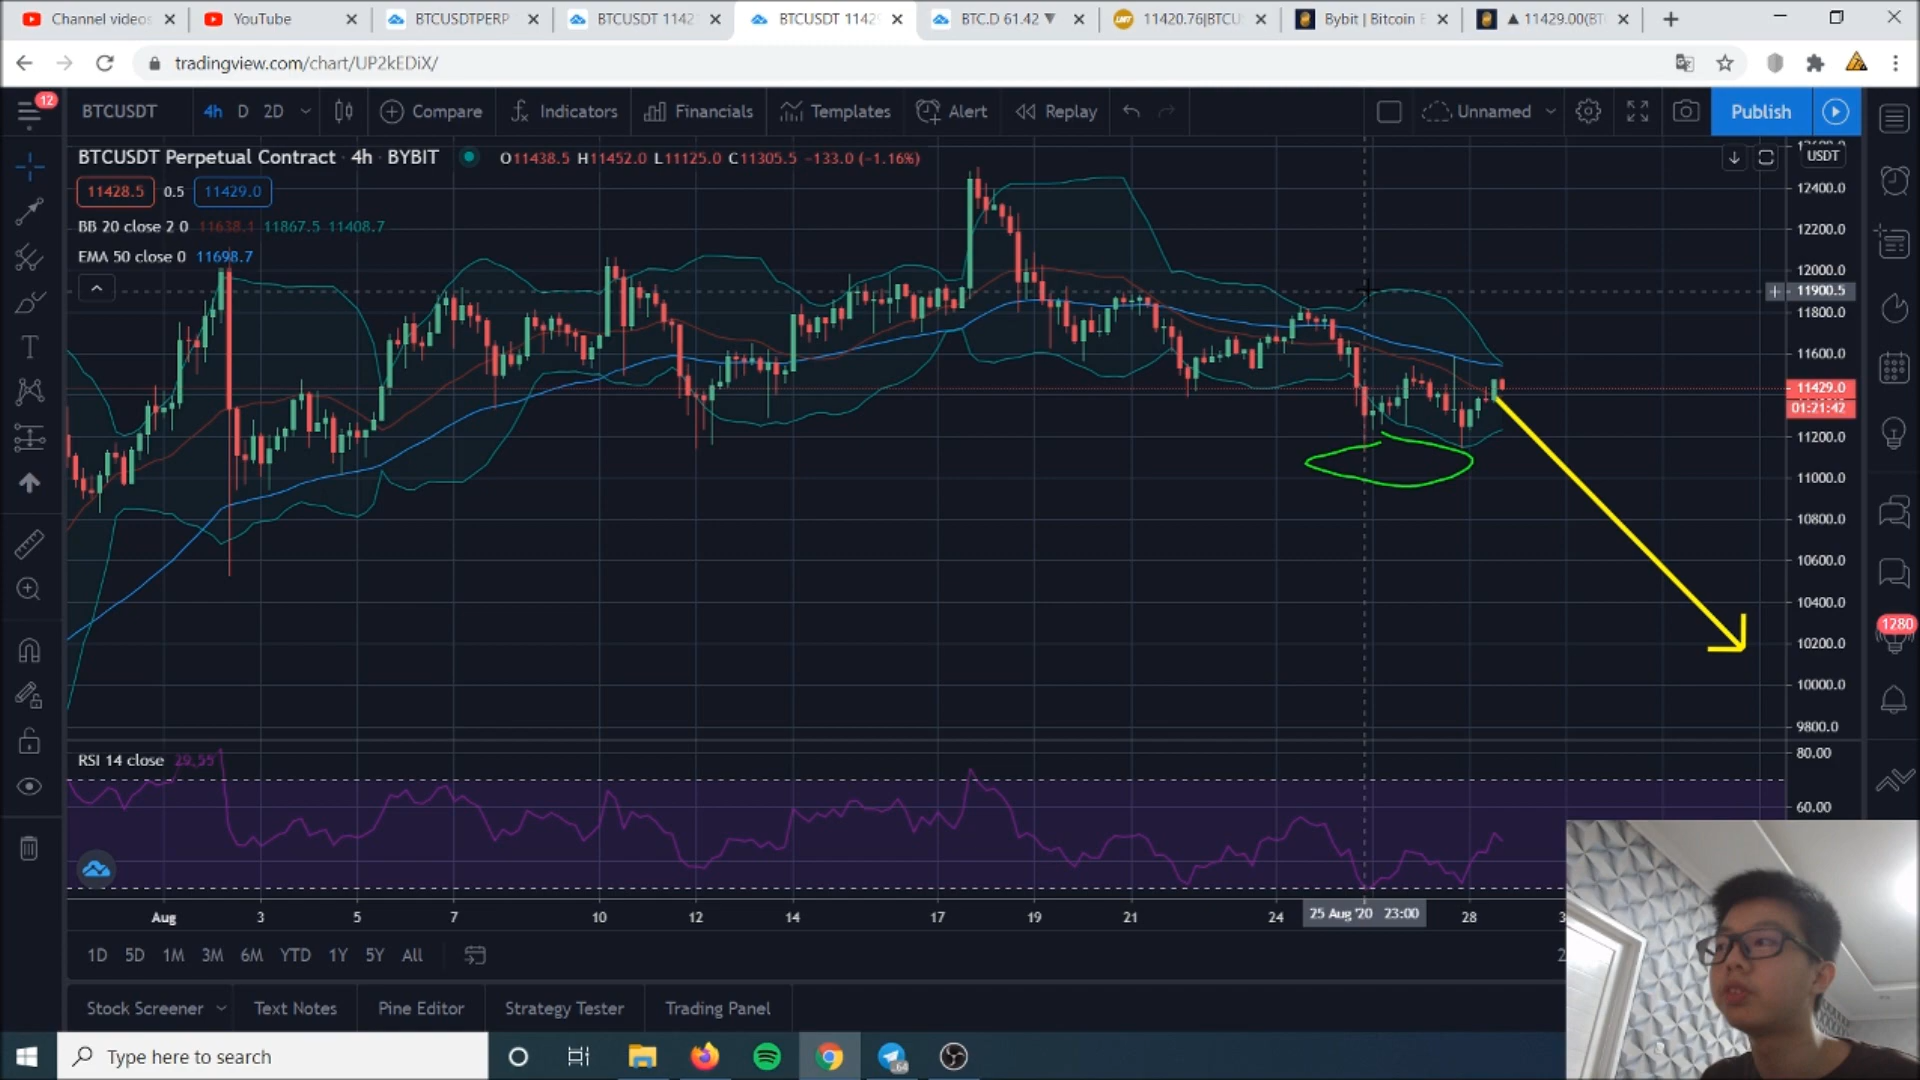 Channel videos
YouTube
BTCUSDTPERP
BTCUSDT 1142
BTCUSDT 1142
BTC.D 61.42 ▼
11420.76|BTCU
Bybit | Bitcoin
▲ 11429.00(BT
tradingview.com/chart/UP2kEDiX/
12
BTCUSDT
4h
D
2D
Compare
Indicators
Financials
Templates
Alert
Replay
Unnamed
Publish
BTCUSDT Perpetual Contract · 4h · BYBIT
O11438.5 H11452.0 L11125.0 C11305.5 -133.0 (-1.16%)
USDT
11428.5
0.5
11429.0
BB 20 close 2 0 11638.1 11867.5 11408.7
EMA 50 close 0 11698.7
12400.0
12200.0
12000.0
11900.5
11800.0
11600.0
11429.0
01:21:42
11200.0
11000.0
10800.0
10600.0
10400.0
10200.0
10000.0
9800.0
1280
RSI 14 close 29.55
80.00
60.00
Aug
3
5
7
10
12
14
17
19
21
24
25 Aug '20 23:00
28
1D
5D
1M
3M
6M
YTD
1Y
5Y
All
Stock Screener
Text Notes
Pine Editor
Strategy Tester
Trading Panel
Type here to search
64